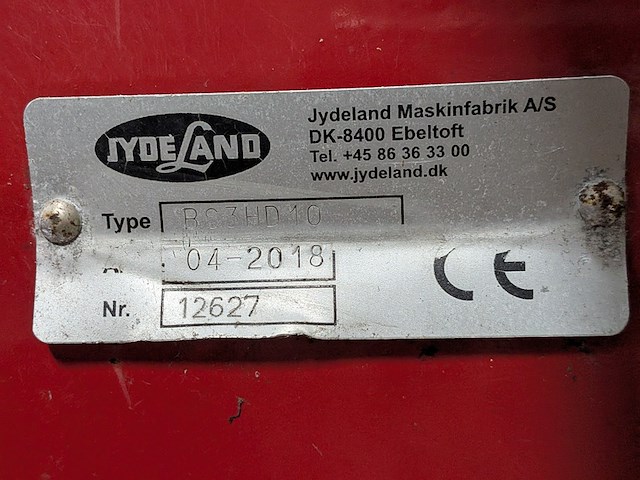 JYDELAND
Jydeland Maskinfabrik A/S
DK-8400 Ebeltoft
Tel. +45 86 36 33 00
www.jydeland.dk
Type
04-2018
Nr. 12627
CE